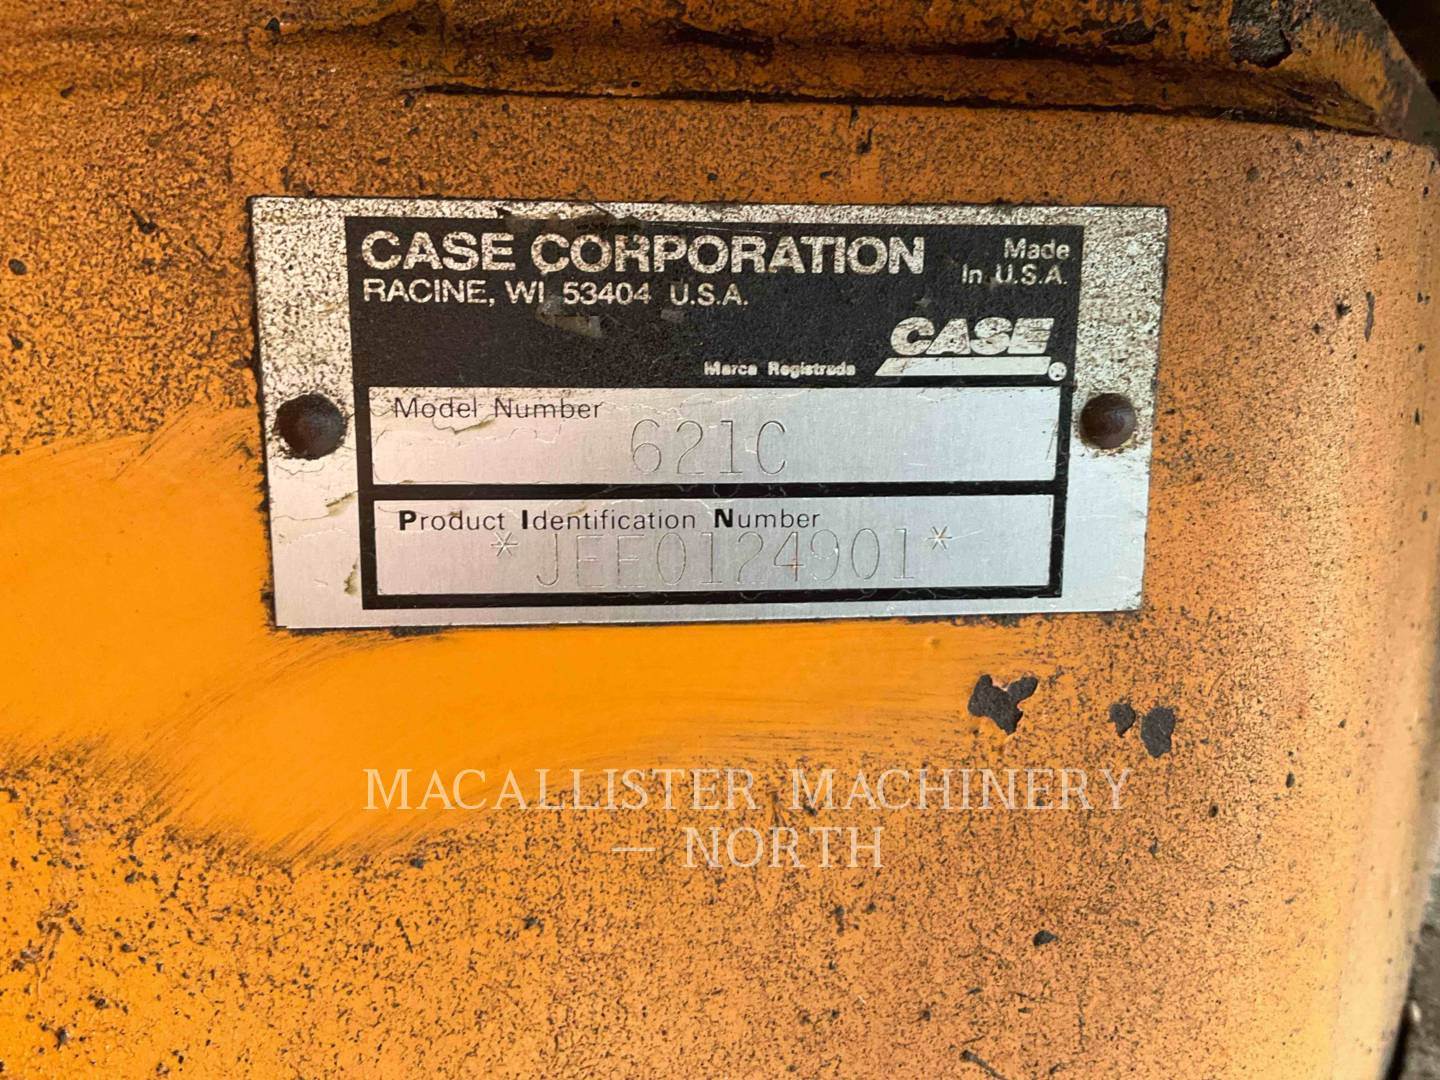 CASE CORPORATION
RACINE, WI 53404 U.S.A.
Made
In U.S.A.
CASE
Marca Registrada
Model Number
621C
Product Identification Number
*JEE0124901*
MACALLISTER MACHINERY
— NORTH